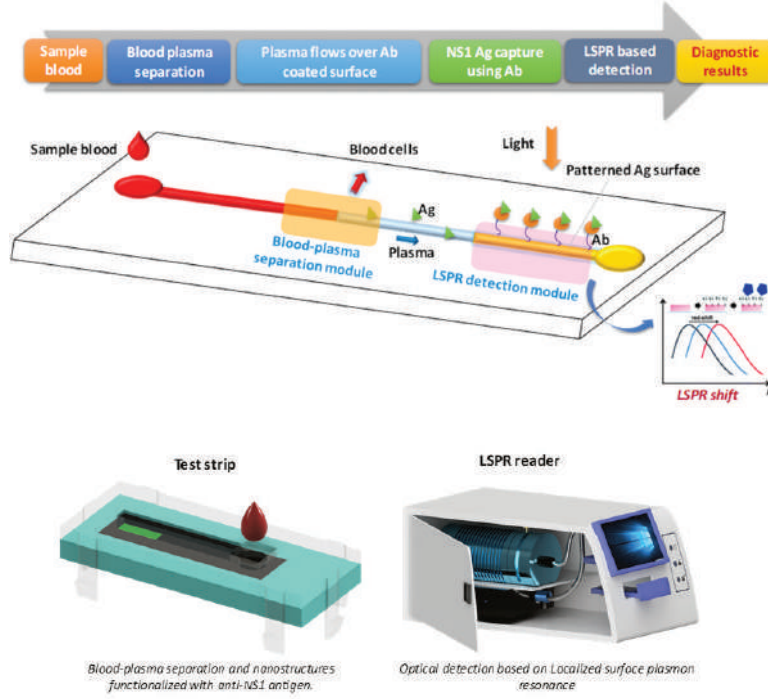 Sample
blood
Blood plasma
separation
Plasma flows over Ab
coated surface
NS1 Ag capture
using Ab
LSPR based
detection
Diagnostic
results
Sample blood
Blood cells
Light
Patterned Ag surface
Ag
Ab
Plasma
Blood-plasma
separation module
LSPR detection module
LSPR shift
Test strip
LSPR reader
Blood-plasma separation and nanostructures
functionalized with anti-NS1 antigen.
Optical detection based on Localized surface plasmon
resonance